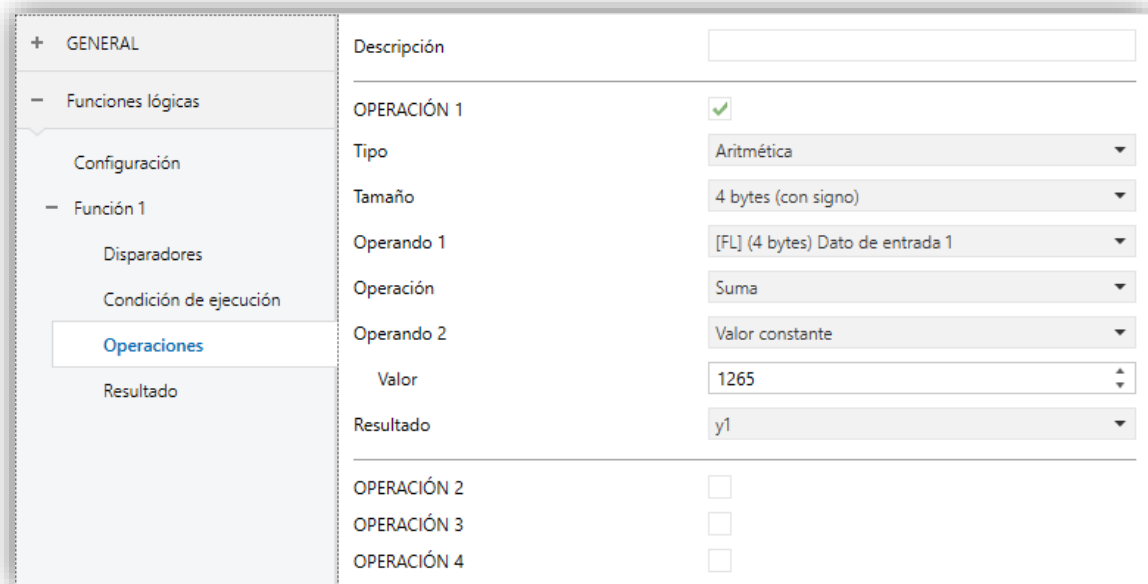 GENERAL
Funciones lógicas
Configuración
Función 1
Disparadores
Condición de ejecución
Operaciones
Resultado
Descripción
OPERACIÓN 1
Tipo Aritmética
Tamaño 4 bytes (con signo)
Operando 1 [FL] (4 bytes) Dato de entrada 1
Operación Suma
Operando 2 Valor constante
Valor 1265
Resultado y1
OPERACIÓN 2
OPERACIÓN 3
OPERACIÓN 4